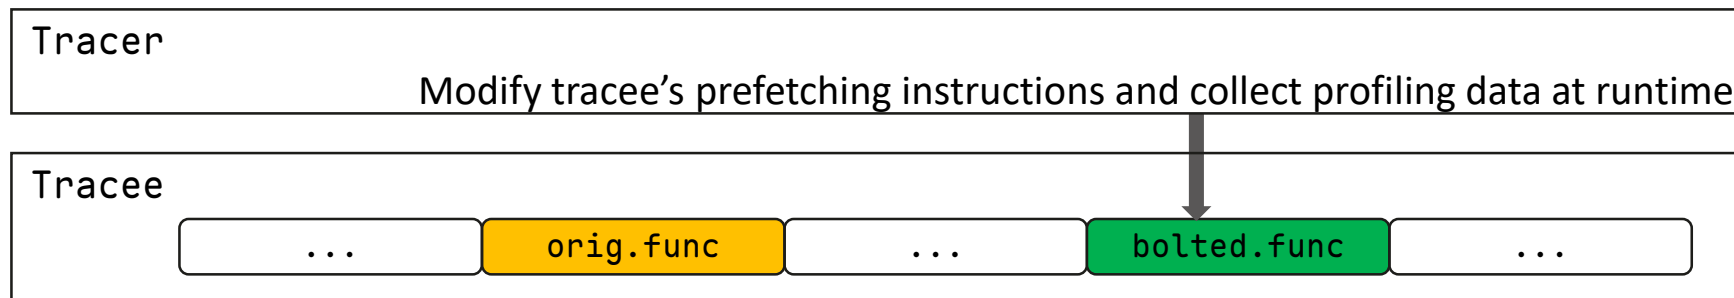 Tracer
Modify tracee's prefetching instructions and collect profiling data at runtime
Tracee
... orig.func ... bolted.func ...